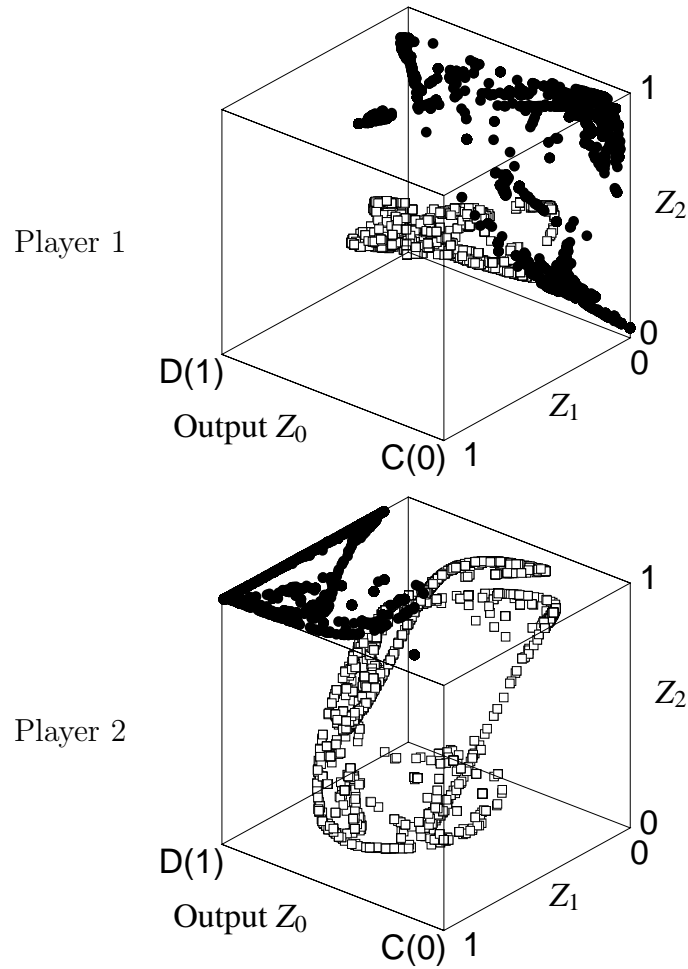 1
Z2
Player 1
0
D(1)
0
Z1
Output Z0
C(0) 1
1
Z2
Player 2
0
D(1)
0
Z1
Output Z0
C(0) 1